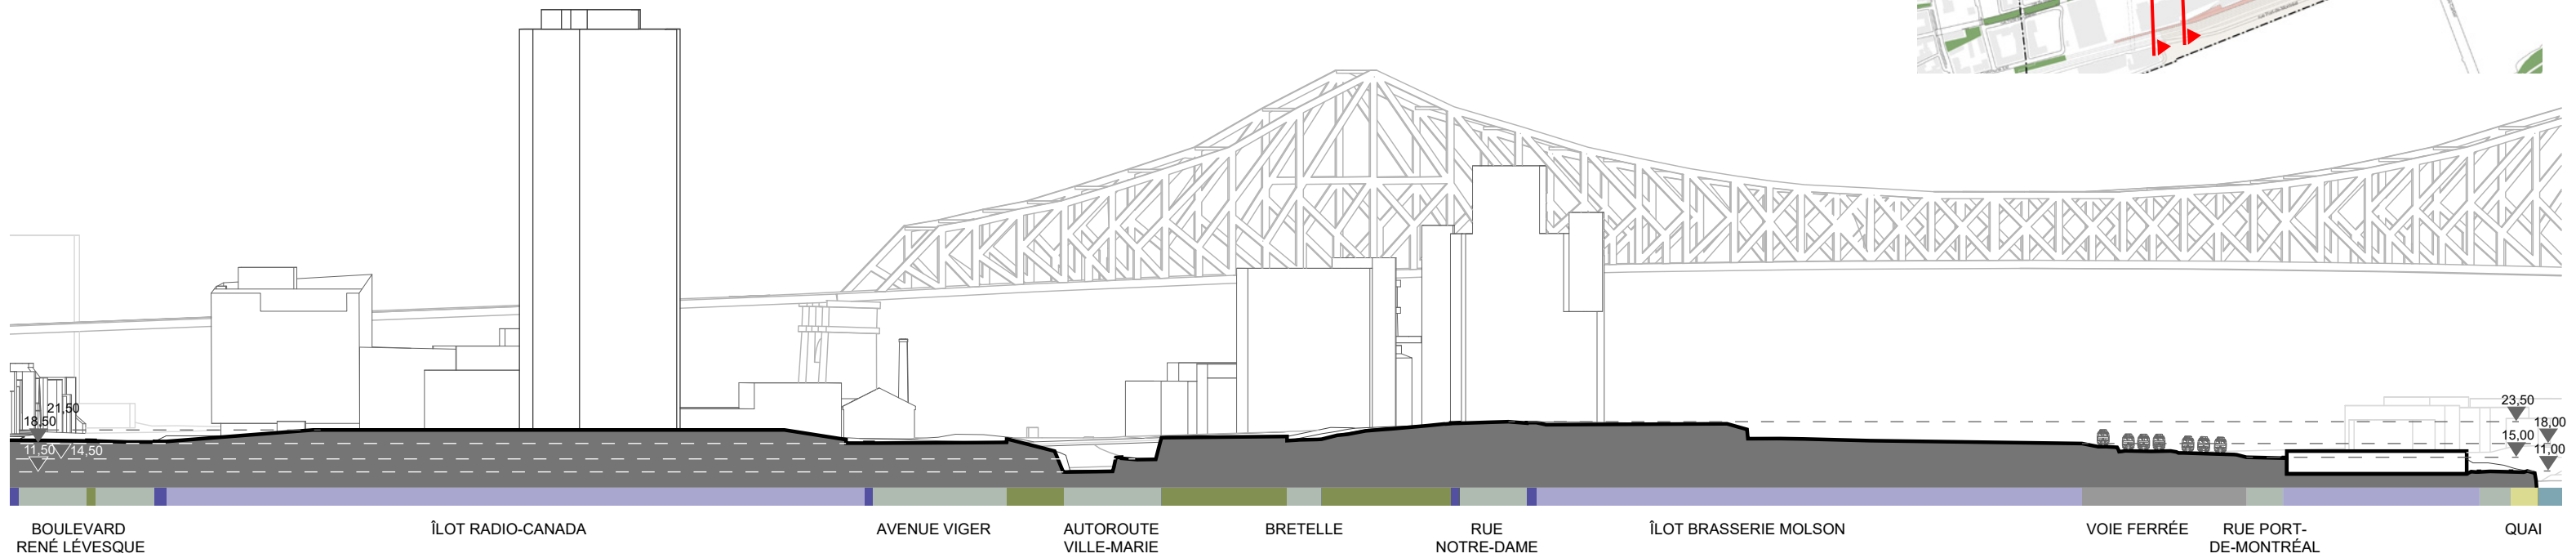 21,50
18,50
11,50
14,50
23,50
18,00
15,00
11,00
BOULEVARD
RENÉ LÉVESQUE
ÎLOT RADIO-CANADA
AVENUE VIGER
AUTOROUTE
VILLE-MARIE
BRETELLE
RUE
NOTRE-DAME
ÎLOT BRASSERIE MOLSON
VOIE FERRÉE
RUE PORT-
DE-MONTRÉAL
QUAI